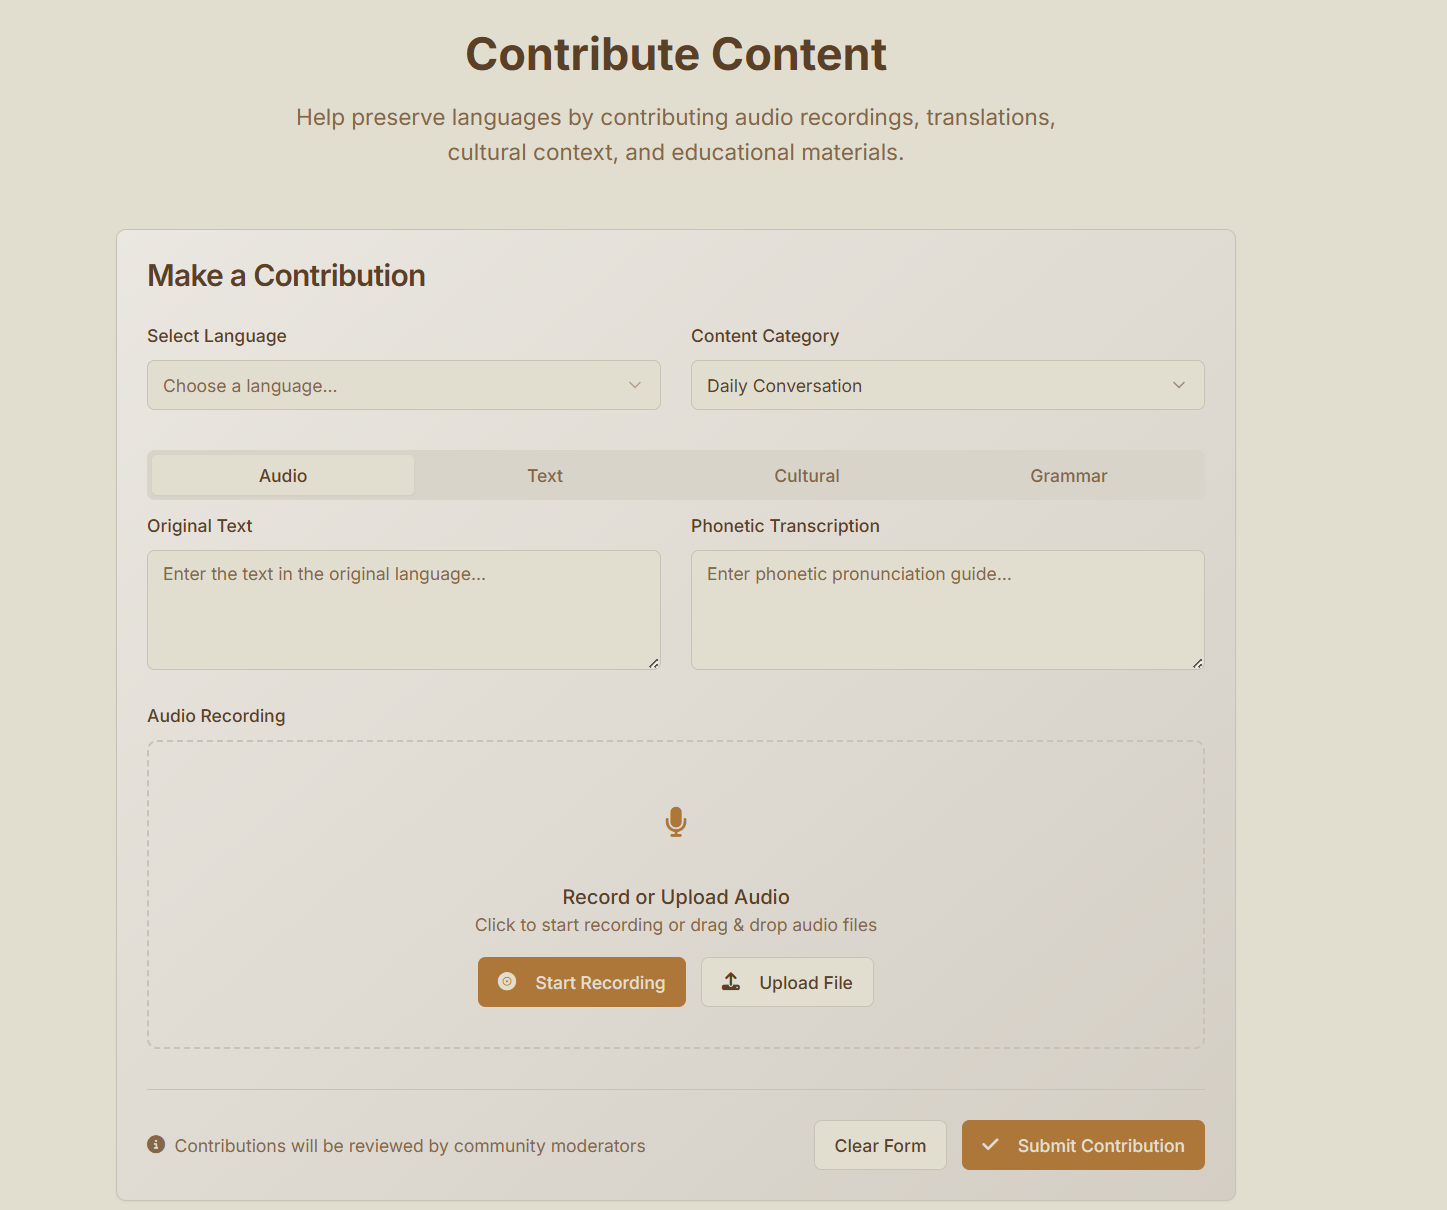 Contribute Content
Help preserve languages by contributing audio recordings, translations,
cultural context, and educational materials.
Make a Contribution
Select Language
Content Category
Choose a language...
Daily Conversation
Audio
Text
Cultural
Grammar
Original Text
Phonetic Transcription
Enter the text in the original language...
Enter phonetic pronunciation guide...
Audio Recording
Record or Upload Audio
Click to start recording or drag & drop audio files
Start Recording
Upload File
Contributions will be reviewed by community moderators
Clear Form
Submit Contribution